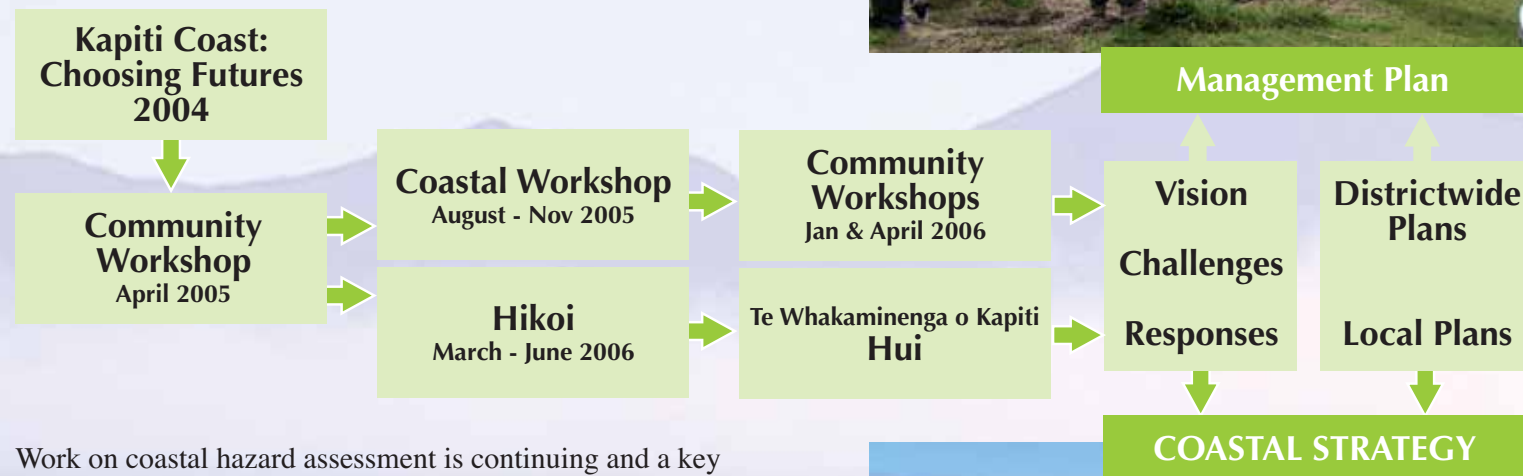 Kapiti Coast:
Choosing Futures
2004
Community
Workshop
April 2005
Coastal Workshop
August - Nov 2005
Hikoi
March - June 2006
Community
Workshops
Jan & April 2006
Te Whakaminenga o Kapiti
Hui
Management Plan
Vision
Challenges
Responses
Districtwide
Plans
Local Plans
COASTAL STRATEGY
Work on coastal hazard assessment is continuing and a key